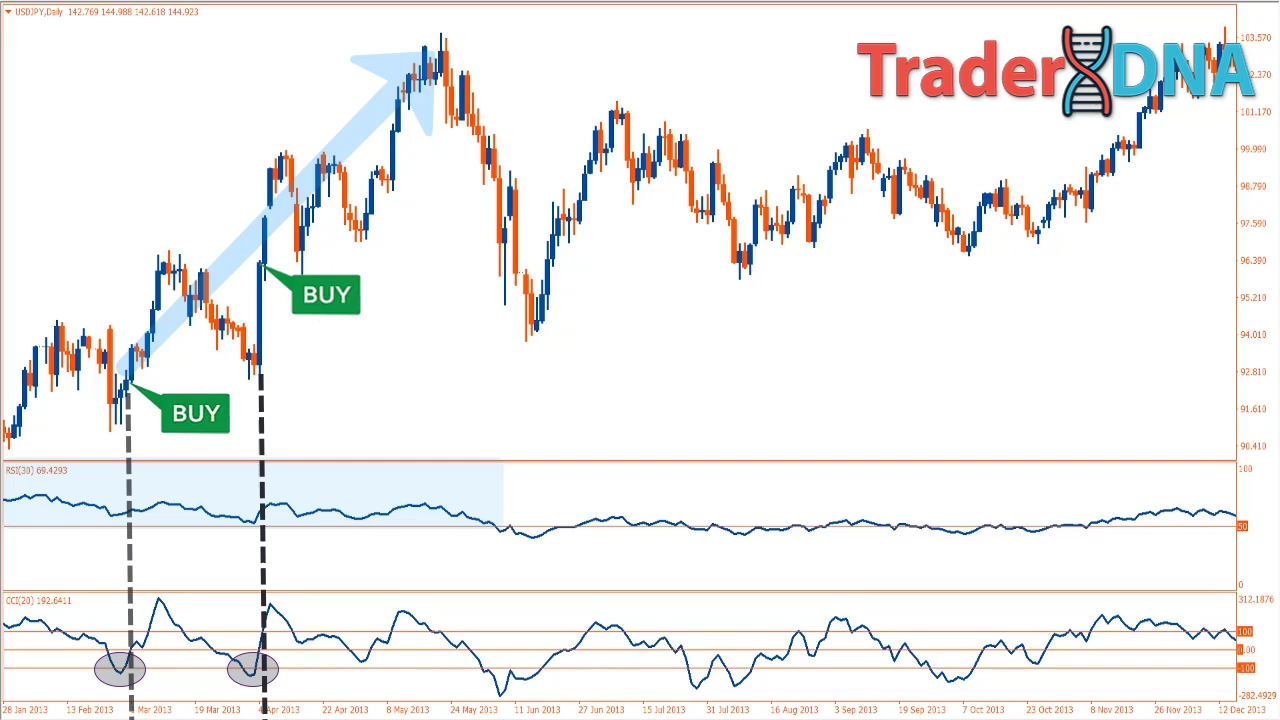 USDJPY,Daily 142.769 144.988 142.618 144.923
Trader DNA
103.570
102.370
101.170
99.990
98.790
97.590
96.390
95.210
94.010
92.810
91.610
90.410
BUY
BUY
RSI(30) 69.4293
100
50
0
CCI(20) 192.6411
312.1876
100
0.00
-100
-282.4929
28 Jan 2013 13 Feb 2013 Mar 2013 19 Mar 2013 4 Apr 2013 22 Apr 2013 8 May 2013 24 May 2013 11 Jun 2013 27 Jun 2013 15 Jul 2013 31 Jul 2013 16 Aug 2013 3 Sep 2013 19 Sep 2013 7 Oct 2013 23 Oct 2013 8 Nov 2013 26 Nov 2013 12 Dec 2013